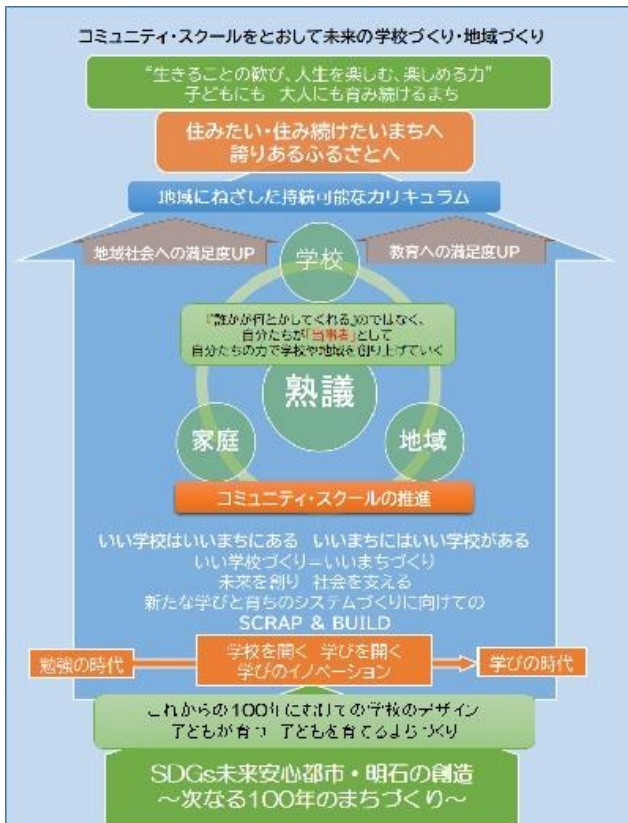 コミュニティ・スクールをとおして未来の学校づくり・地域づくり
“生きることの歓び、人生を楽しむ、楽しめる力”
子どもにも 大人にも育み続けるまち
住みたい・住み続けたいまちへ
誇りあるふるさとへ
地域にねざした持続可能なカリキュラム
地域社会への満足度UP
教育への満足度UP
学校
『誰かが何とかしてくれる』のではなく、
自分たちが「当事者」として
自分たちの力で学校や地域を創り上げていく
熟議
家庭
地域
コミュニティ・スクールの推進
いい学校はいいまちにある いいまちにはいい学校がある
いい学校づくり=いいまちづくり
未来を創り 社会を支える
新たな学びと育ちのシステムづくりに向けての
SCRAP & BUILD
勉強の時代
学校を開く 学びを開く
学びのイノベーション
学びの時代
これからの100年にむけての学校のデザイン
子どもが育つ 子どもを育てるまちづくり
SDGs未来安心都市・明石の創造
～次なる100年のまちづくり～